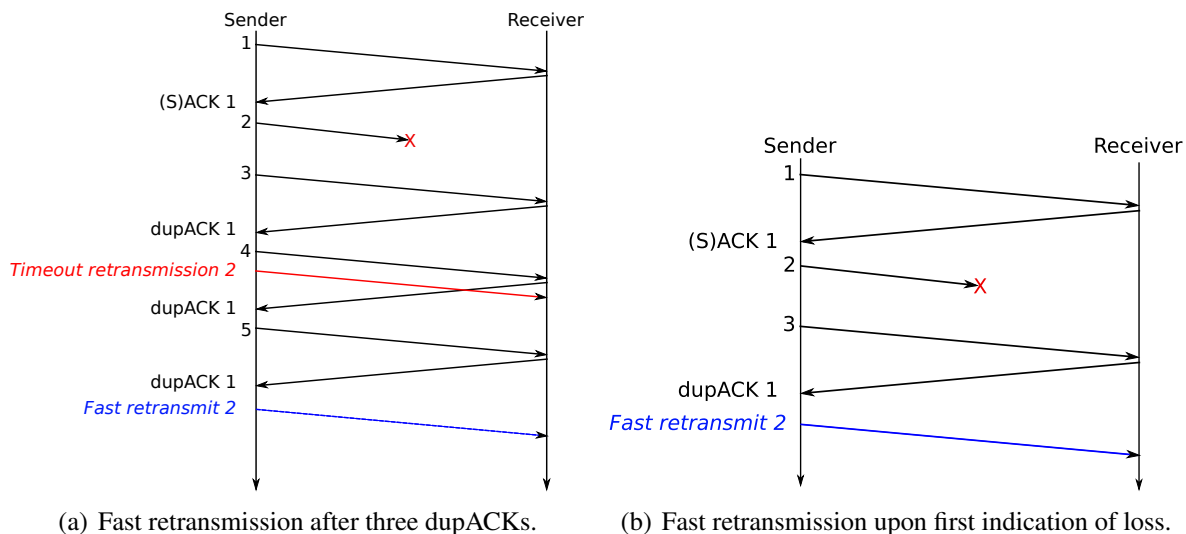 Sender Receiver
1
(S)ACK 1
2
X
3
dupACK 1
4
Timeout retransmission 2
dupACK 1
5
dupACK 1
Fast retransmit 2
(a) Fast retransmission after three dupACKs.
Sender Receiver
1
(S)ACK 1
2
X
3
dupACK 1
Fast retransmit 2
(b) Fast retransmission upon first indication of loss.